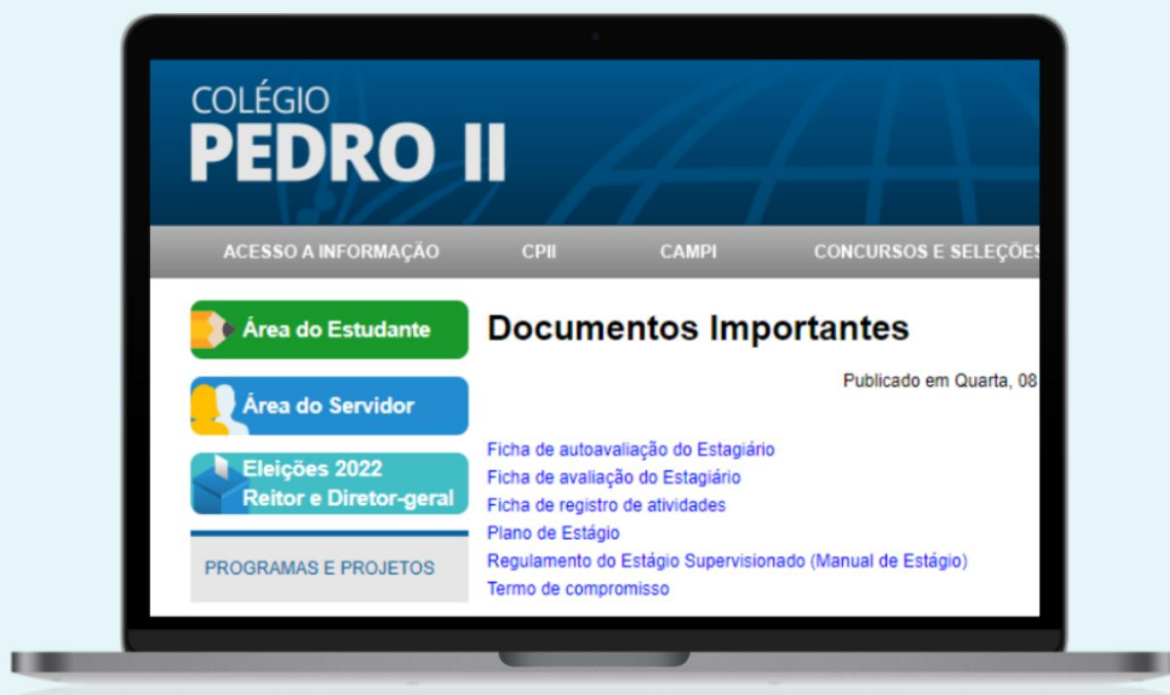 COLÉGIO
PEDRO II
ACESSO A INFORMAÇÃO CPII CAMPI CONCURSOS E SELEÇÕES
Área do Estudante
Área do Servidor
Eleições 2022
Reitor e Diretor-geral
PROGRAMAS E PROJETOS
Documentos Importantes
Publicado em Quarta, 08
Ficha de autoavaliação do Estagiário
Ficha de avaliação do Estagiário
Ficha de registro de atividades
Plano de Estágio
Regulamento do Estágio Supervisionado (Manual de Estágio)
Termo de compromisso